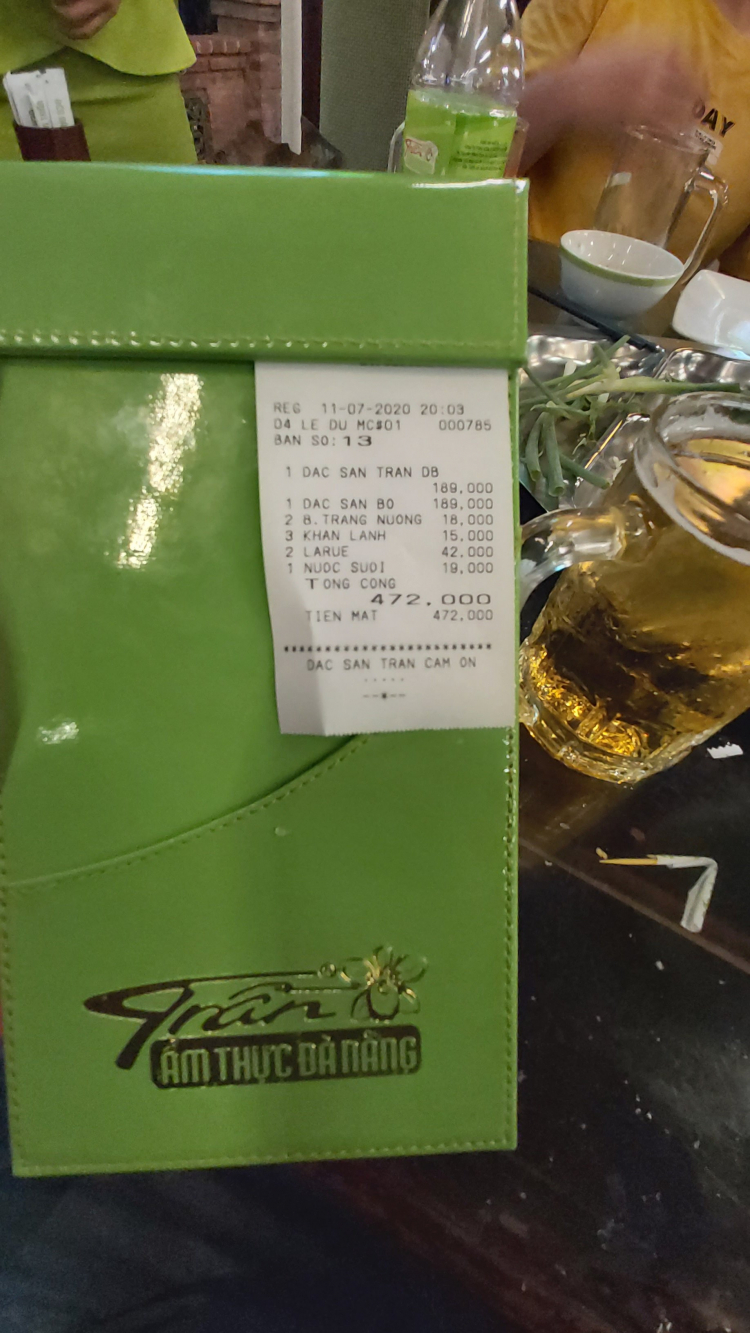 DAY
REG 11-07-2020 20:03
04 LE DU MC#01 000785
BAN SO: 13
1 DAC SAN TRAN DB
189,000
1 DAC SAN BO 189,000
2 B.TRANG NUONG 18,000
3 KHAN LANH 15,000
2 LARUE 42,000
1 NUOC SUOI 19,000
TONG CONG
472,000
TIEN MAT 472,000
DAC SAN TRAN CAM ON
Trần
ẨM THỰC ĐÀ NẴNG